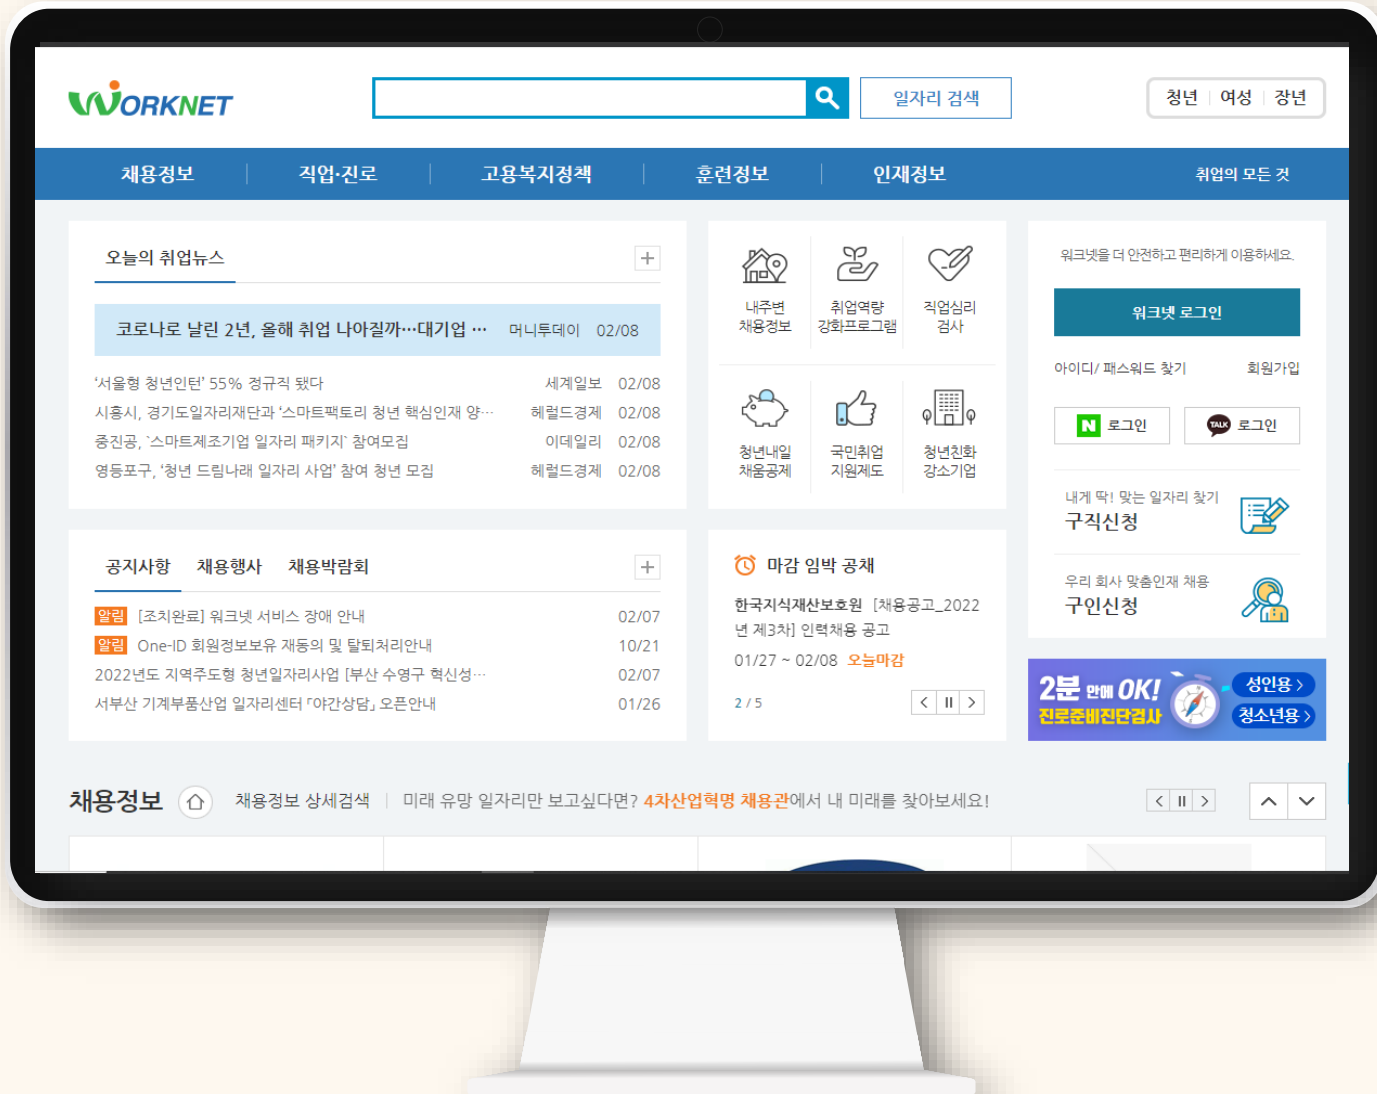 WORKNET
일자리 검색
청년 여성 장년
채용정보 직업·진로 고용복지정책 훈련정보 인재정보 취업의 모든 것
오늘의 취업뉴스
코로나로 날린 2년, 올해 취업 나아질까…대기업 … 머니투데이 02/08
‘서울형 청년인턴’ 55% 정규직 됐다 세계일보 02/08
시흥시, 경기도일자리재단과 ‘스마트팩토리 청년 핵심인재 양… 헤럴드경제 02/08
중진공, `스마트제조기업 일자리 패키지` 참여모집 이데일리 02/08
영등포구, ‘청년 드림나래 일자리 사업’ 참여 청년 모집 헤럴드경제 02/08
내주변
채용정보
취업역량
강화프로그램
직업심리
검사
청년내일
채움공제
국민취업
지원제도
청년친화
강소기업
워크넷을 더 안전하고 편리하게 이용하세요.
워크넷 로그인
아이디/ 패스워드 찾기 회원가입
N 로그인
TALK 로그인
내게 딱! 맞는 일자리 찾기
구직신청
우리 회사 맞춤인재 채용
구인신청
공지사항 채용행사 채용박람회
알림 [조치완료] 워크넷 서비스 장애 안내 02/07
알림 One-ID 회원정보보유 재동의 및 탈퇴처리안내 10/21
2022년도 지역주도형 청년일자리사업 [부산 수영구 혁신성… 02/07
서부산 기계부품산업 일자리센터 「야간상담」 오픈안내 01/26
마감 임박 공채
한국지식재산보호원 [채용공고_2022
년 제3차] 인력채용 공고
01/27 ~ 02/08 오늘마감
2 / 5
2분 안에 OK!
진로준비진단검사
성인용 >
청소년용 >
채용정보 채용정보 상세검색 미래 유망 일자리만 보고싶다면? 4차산업혁명 채용관에서 내 미래를 찾아보세요!